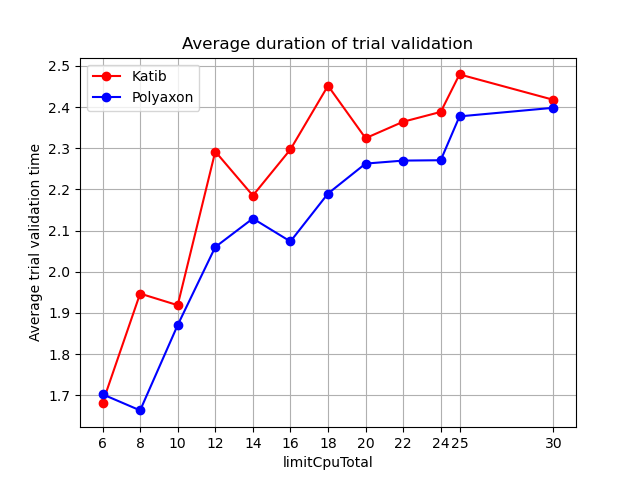 Average duration of trial validation
Katib
Polyaxon
Average trial validation time
2.5
2.4
2.3
2.2
2.1
2.0
1.9
1.8
1.7
6 8 10 12 14 16 18 20 22 24 25 30
limitCpuTotal